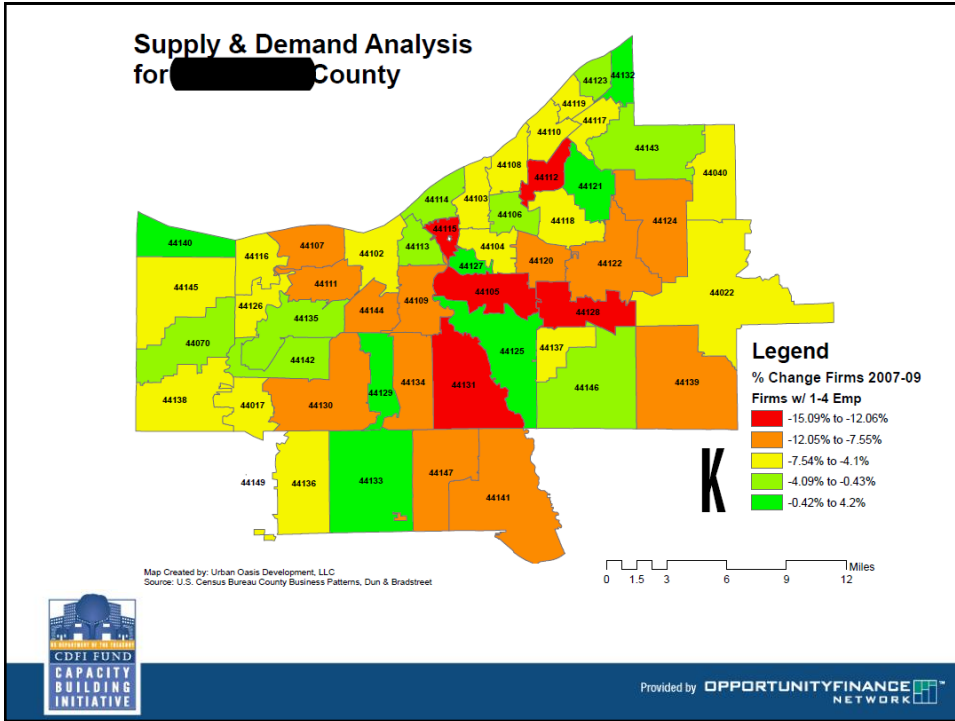 Supply & Demand Analysis
for County
44132
44123
44119
44117
44110
44143
44108
44040
44112
44121
44114
44103
44106
44118
44124
44115
44140
44107
44102
44113
44104
44116
44127
44120
44122
44111
44105
44145
44109
44022
44126
44144
44128
44135
44070
44137
44125
44142
44146
44139
44131
44129
44134
44138
44017
44130
44149
44136
44133
44147
44141
Legend
% Change Firms 2007-09
Firms w/ 1-4 Emp
-15.09% to -12.06%
-12.05% to -7.55%
-7.54% to -4.1%
-4.09% to -0.43%
-0.42% to 4.2%
K
Miles
0 1.5 3 6 9 12
Map Created by: Urban Oasis Development, LLC
Source: U.S. Census Bureau County Business Patterns, Dun & Bradstreet
US DEPARTMENT OF THE TREASURY
CDFI FUND
CAPACITY
BUILDING
INITIATIVE
Provided by OPPORTUNITYFINANCE
NETWORK™